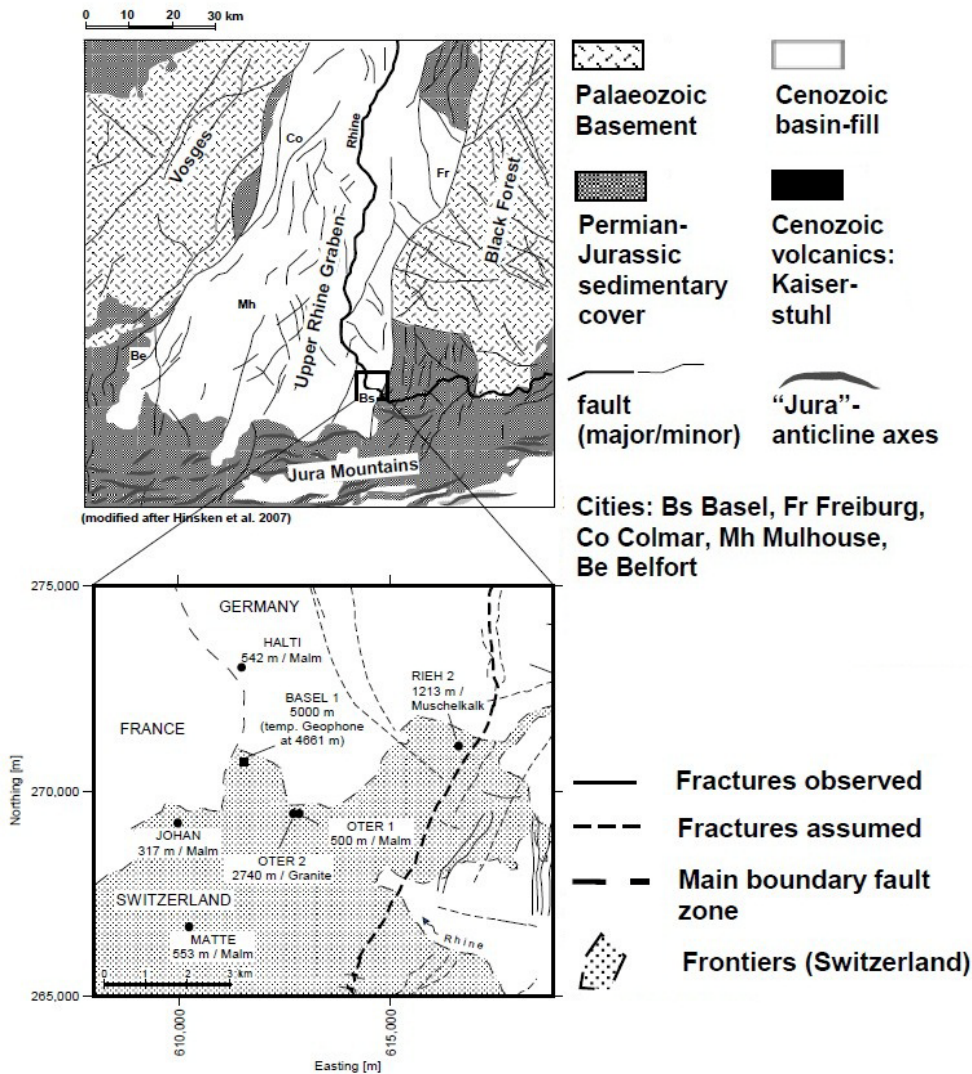 0 10 20 30 km
Vosges
Co
Rhine
Fr
Black Forest
Upper Rhine Graben
Mh
Be
Bs
Jura Mountains
(modified after Hinsken et al. 2007)
Palaeozoic
Basement
Cenozoic
basin-fill
Permian-
Jurassic
sedimentary
cover
Cenozoic
volcanics:
Kaiser-
stuhl
fault
(major/minor)
"Jura"-
anticline axes
Cities: Bs Basel, Fr Freiburg,
Co Colmar, Mh Mulhouse,
Be Belfort
275,000
270,000
265,000
Northing [m]
GERMANY
HALTI
542 m / Malm
BASEL 1
5000 m
(temp. Geophone
at 4661 m)
RIEH 2
1213 m /
Muschelkalk
FRANCE
JOHAN
317 m / Malm
OTER 1
500 m / Malm
OTER 2
2740 m / Granite
SWITZERLAND
MATTE
553 m / Malm
Rhine
0 1 2 3 km
610,000
615,000
Easting [m]
Fractures observed
Fractures assumed
Main boundary fault
zone
Frontiers (Switzerland)